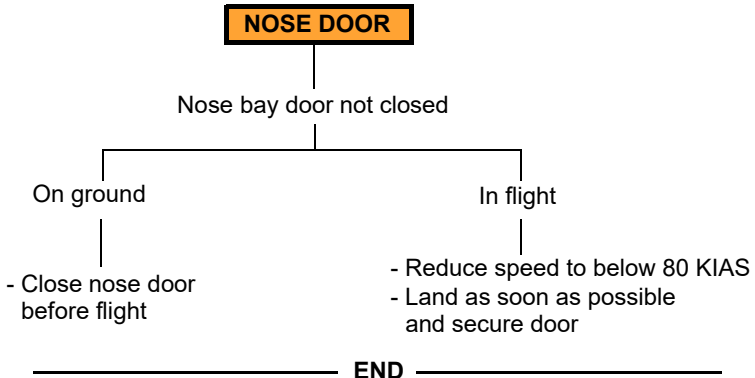 NOSE DOOR
Nose bay door not closed
On ground
- Close nose door
before flight
In flight
- Reduce speed to below 80 KIAS
- Land as soon as possible
and secure door
END